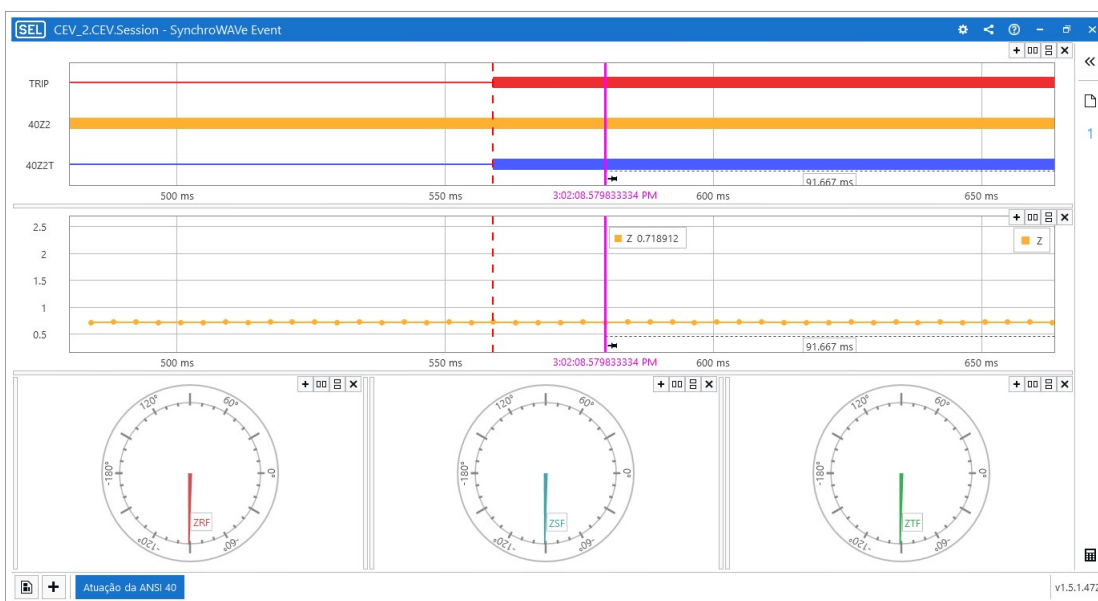 SEL CEV_2.CEV.Session - SynchroWAVe Event
TRIP
40Z2
40Z2T
91.667 ms
500 ms 550 ms 3:02:08.579833334 PM 600 ms 650 ms
2.5
2
1.5
1
0.5
Z 0.718912
Z
91.667 ms
500 ms 550 ms 3:02:08.579833334 PM 600 ms 650 ms
120° 60° -180° 0° -120° -60°
ZRF
120° 60° -180° 0° -120° -60°
ZSF
120° 60° -180° 0° -120° -60°
ZTF
1
Atuação da ANSI 40
v1.5.1.472